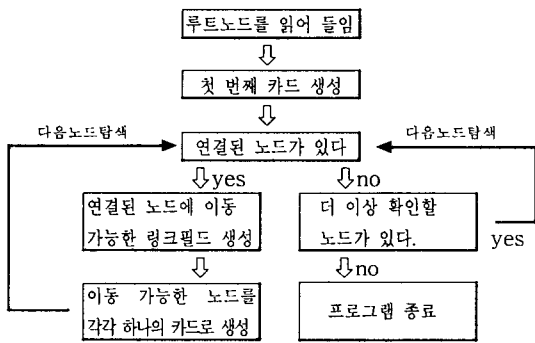 루트노드를 읽어 들임
첫 번째 카드 생성
다음노드탐색
다음노드탐색
연결된 노드가 있다
yes
no
연결된 노드에 이동
가능한 링크필드 생성
더 이상 확인할
노드가 있다.
yes
no
이동 가능한 노드를
각각 하나의 카드로 생성
프로그램 종료